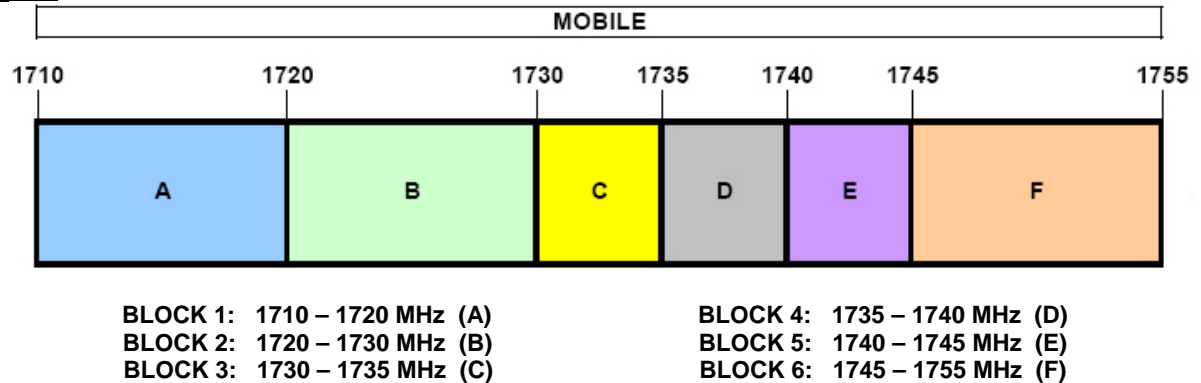 MOBILE
1710 1720 1730 1735 1740 1745 1755
A B C D E F
BLOCK 1: 1710 – 1720 MHz (A)
BLOCK 2: 1720 – 1730 MHz (B)
BLOCK 3: 1730 – 1735 MHz (C)
BLOCK 4: 1735 – 1740 MHz (D)
BLOCK 5: 1740 – 1745 MHz (E)
BLOCK 6: 1745 – 1755 MHz (F)